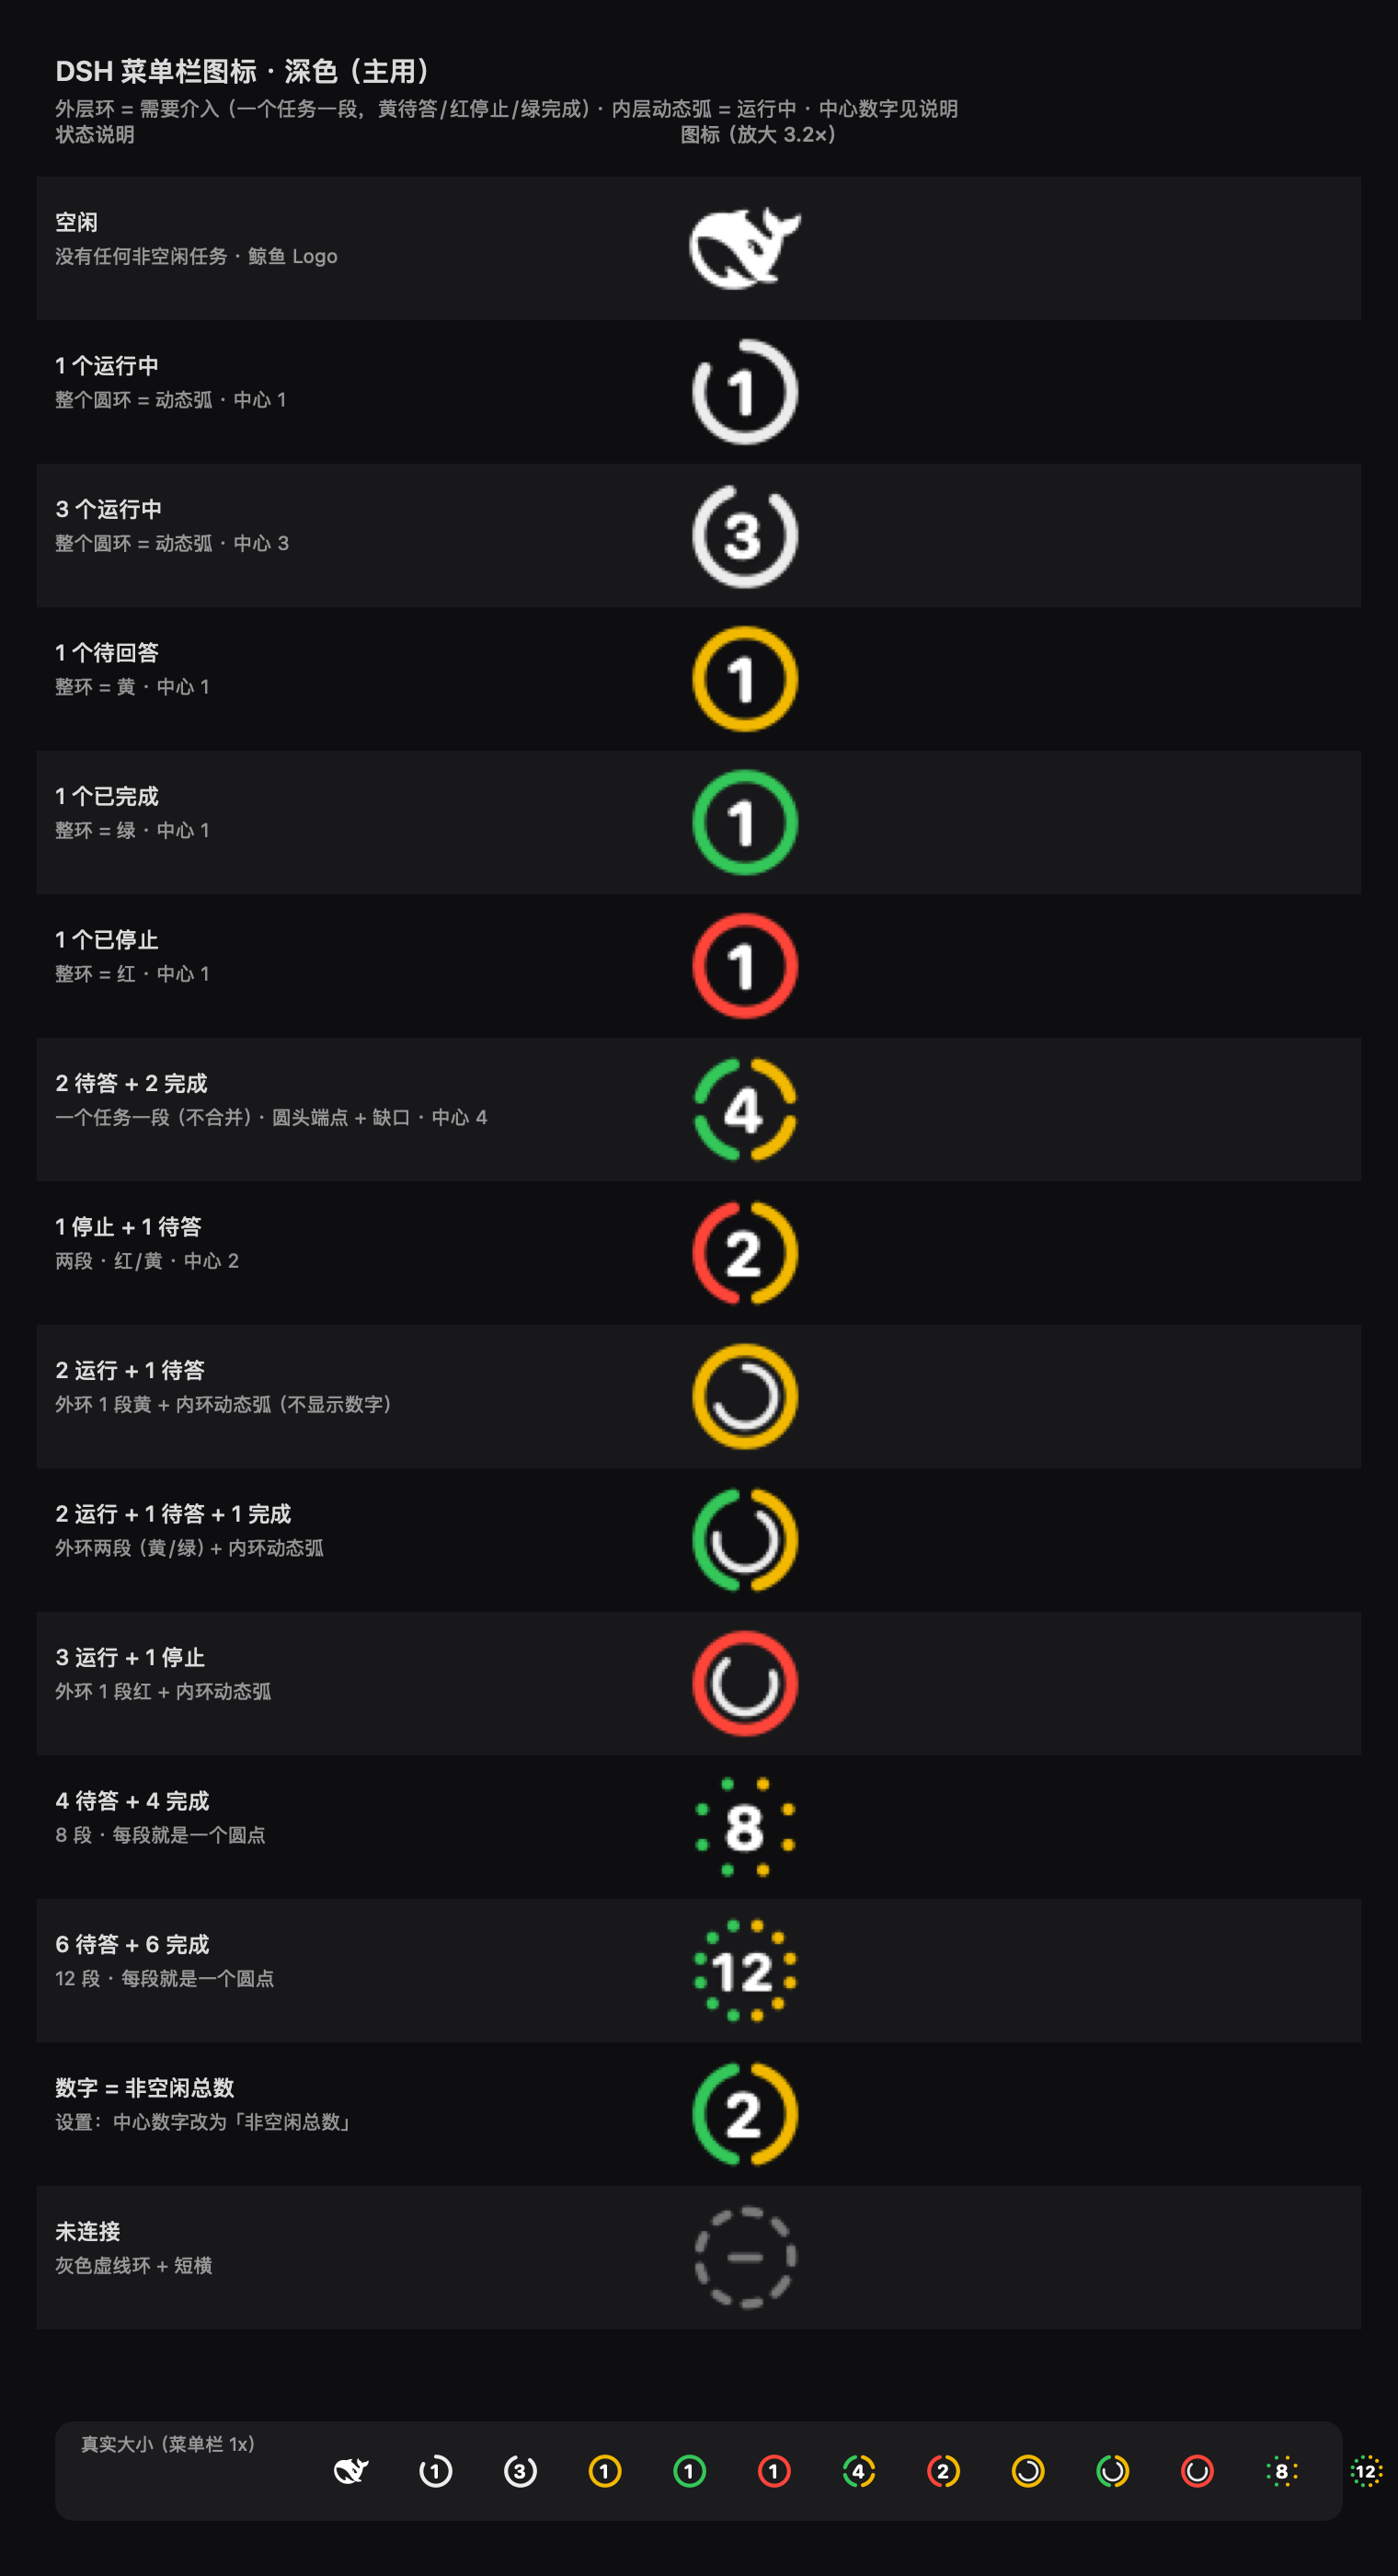 DSH 菜单栏图标 · 深色（主用）
外层环 = 需要介入（一个任务一段，黄待答/红停止/绿完成）· 内层动态弧 = 运行中 · 中心数字见说明
状态说明
图标（放大 3.2×）
空闲
没有任何非空闲任务 · 鲸鱼 Logo
1 个运行中
整个圆环 = 动态弧 · 中心 1
1
3 个运行中
整个圆环 = 动态弧 · 中心 3
3
1 个待回答
整环 = 黄 · 中心 1
1
1 个已完成
整环 = 绿 · 中心 1
1
1 个已停止
整环 = 红 · 中心 1
1
2 待答 + 2 完成
一个任务一段（不合并）· 圆头端点 + 缺口 · 中心 4
4
1 停止 + 1 待答
两段 · 红/黄 · 中心 2
2
2 运行 + 1 待答
外环 1 段黄 + 内环动态弧（不显示数字）
2 运行 + 1 待答 + 1 完成
外环两段（黄/绿）+ 内环动态弧
3 运行 + 1 停止
外环 1 段红 + 内环动态弧
4 待答 + 4 完成
8 段 · 每段就是一个圆点
8
6 待答 + 6 完成
12 段 · 每段就是一个圆点
12
数字 = 非空闲总数
设置：中心数字改为「非空闲总数」
2
未连接
灰色虚线环 + 短横
真实大小（菜单栏 1x）
1 3 1 1 1 4 2 8 12